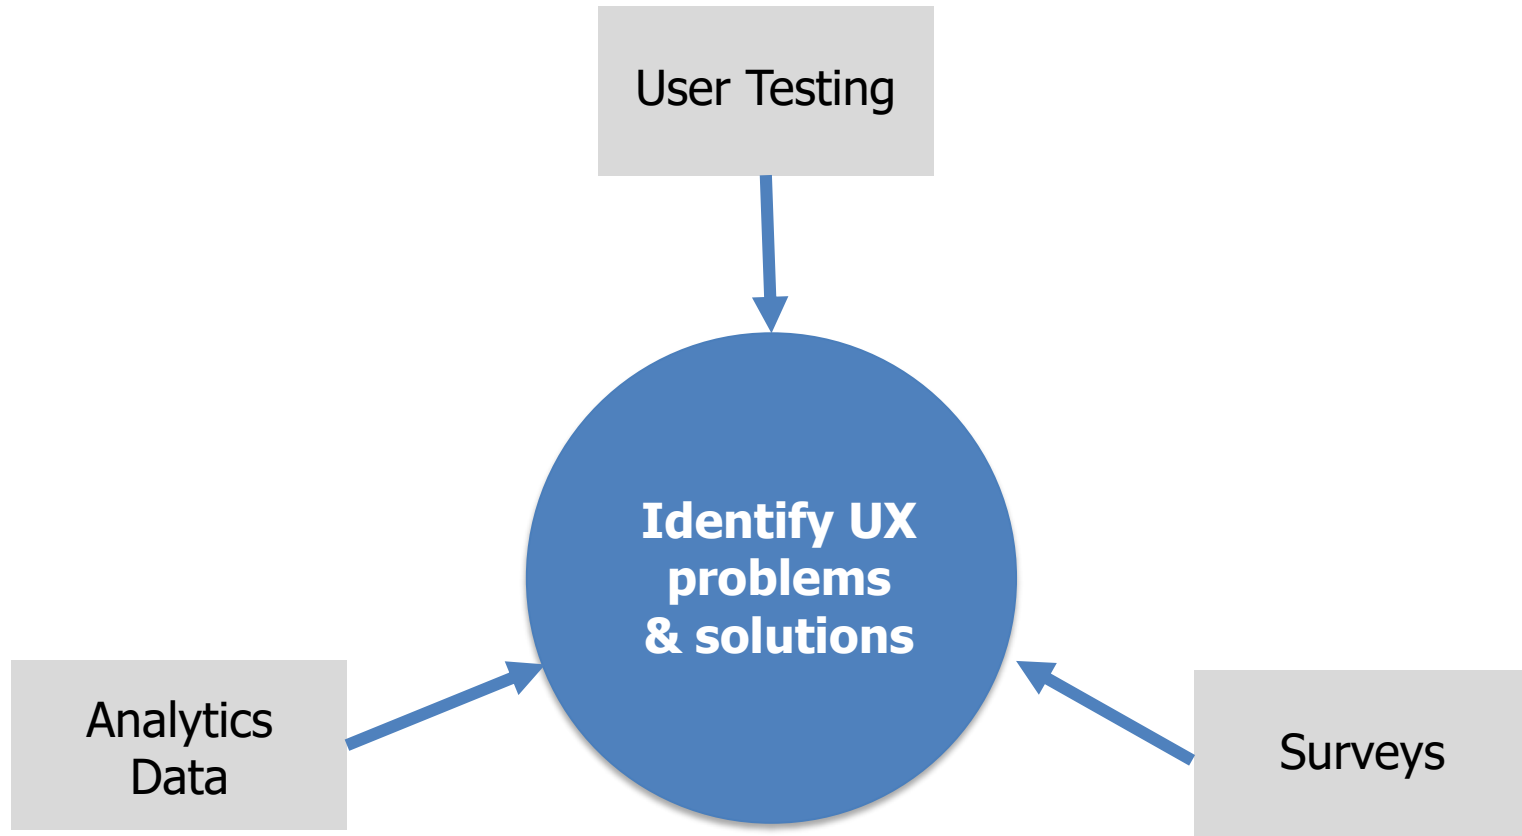 User Testing
Identify UX
problems
& solutions
Analytics
Data
Surveys